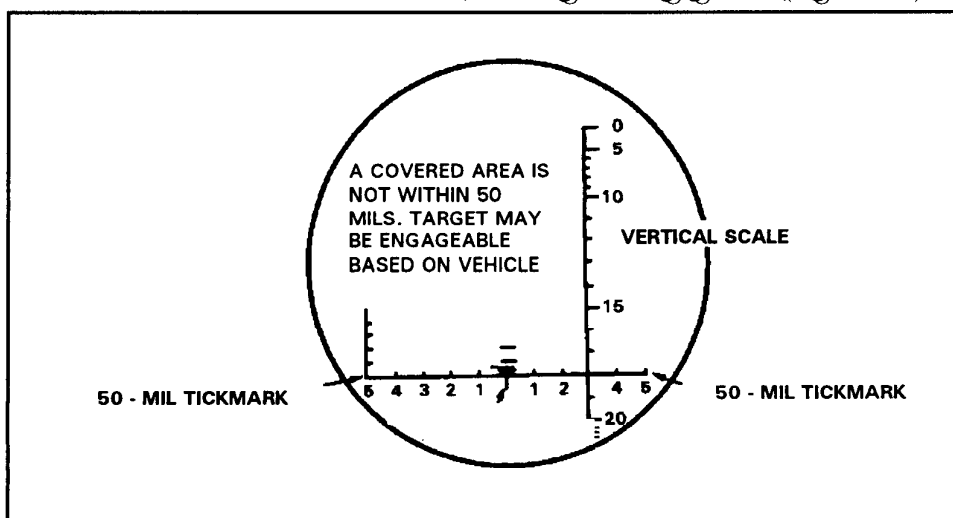 A COVERED AREA IS
NOT WITHIN 50
MILS. TARGET MAY
BE ENGAGEABLE
BASED ON VEHICLE
0
5
10
VERTICAL SCALE
15
50 - MIL TICKMARK
5 4 3 2 1 1 2 4 5
50 - MIL TICKMARK
20